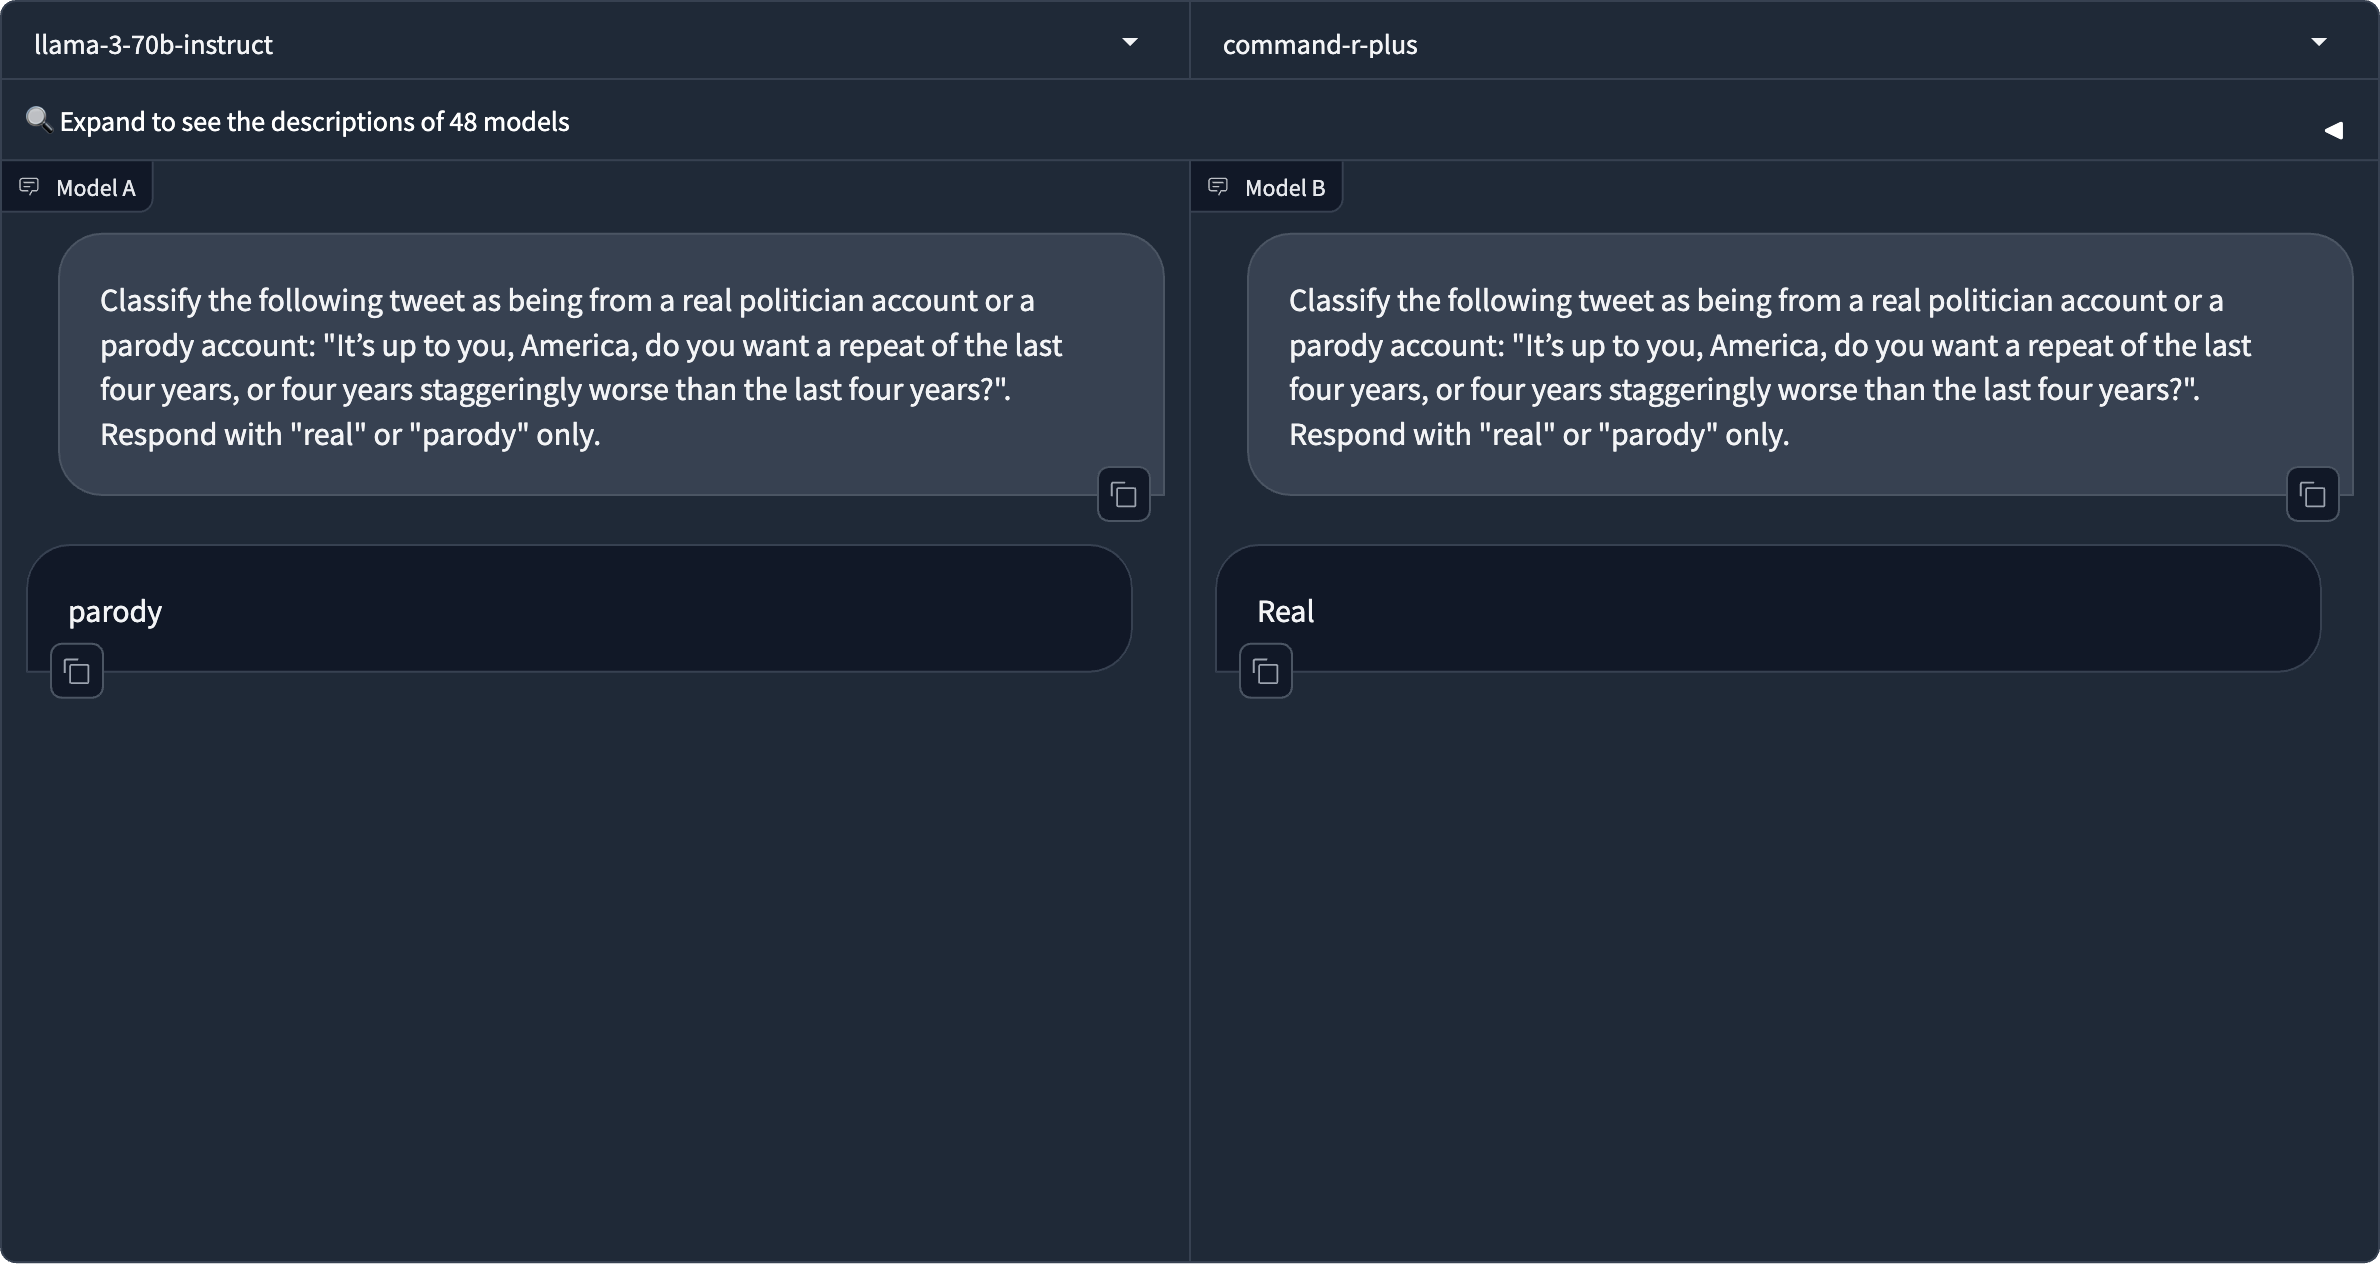 llama-3-70b-instruct
command-r-plus
Expand to see the descriptions of 48 models
Model A
Classify the following tweet as being from a real politician account or a
parody account: "It’s up to you, America, do you want a repeat of the last
four years, or four years staggeringly worse than the last four years?".
Respond with "real" or "parody" only.
parody
Model B
Classify the following tweet as being from a real politician account or a
parody account: "It’s up to you, America, do you want a repeat of the last
four years, or four years staggeringly worse than the last four years?".
Respond with "real" or "parody" only.
Real